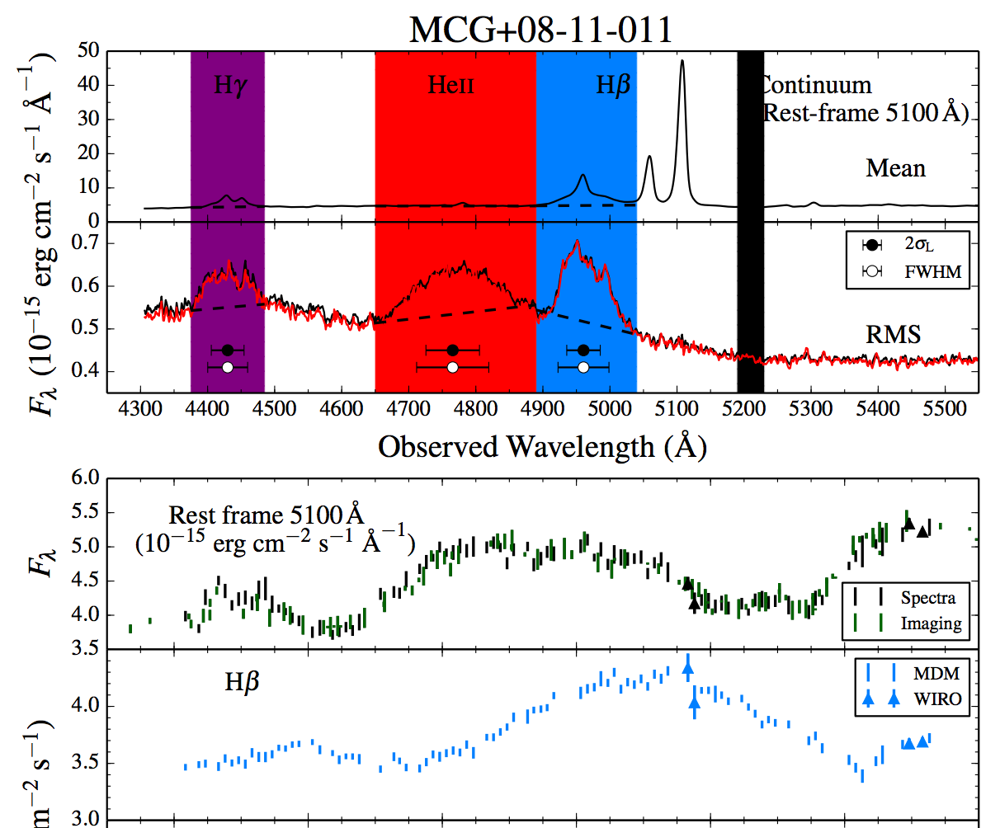 MCG+08-11-011
50
40
30
20
10
0
Hγ
HeII
Hβ
Continuum
Rest-frame 5100 Å)
Mean
F_λ (10⁻¹⁵ erg cm⁻² s⁻¹ Å⁻¹)
0.7
0.6
0.5
0.4
2σ_L
FWHM
RMS
4300 4400 4500 4600 4700 4800 4900 5000 5100 5200 5300 5400 5500
Observed Wavelength (Å)
6.0
5.5
5.0
4.5
4.0
3.5
F_λ
Rest frame 5100 Å
(10⁻¹⁵ erg cm⁻² s⁻¹ Å⁻¹)
Spectra
Imaging
Hβ
MDM
WIRO
4.0
3.5
3.0
m⁻² s⁻¹)